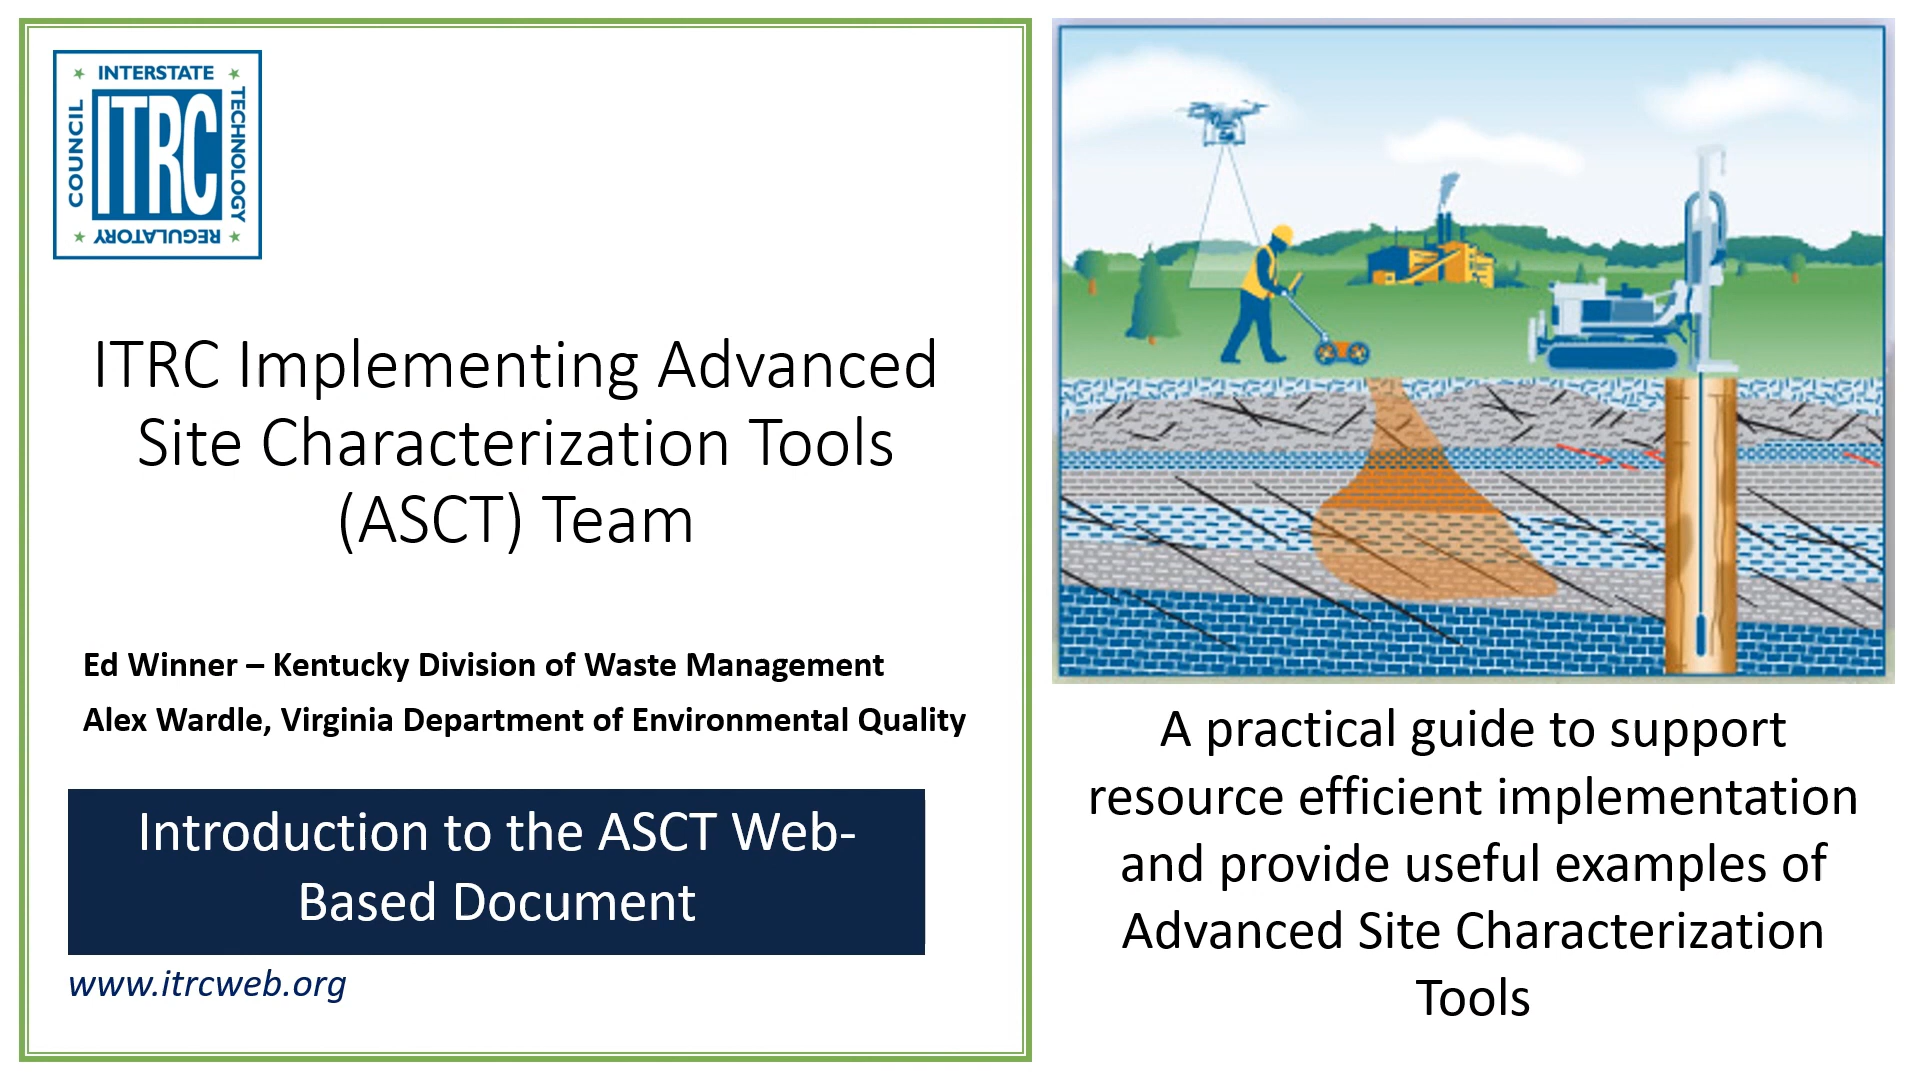 INTERSTATE
TECHNOLOGY
REGULATORY
COUNCIL
ITRC
ITRC Implementing Advanced
Site Characterization Tools
(ASCT) Team
Ed Winner – Kentucky Division of Waste Management
Alex Wardle, Virginia Department of Environmental Quality
Introduction to the ASCT Web-
Based Document
www.itrcweb.org
A practical guide to support
resource efficient implementation
and provide useful examples of
Advanced Site Characterization
Tools